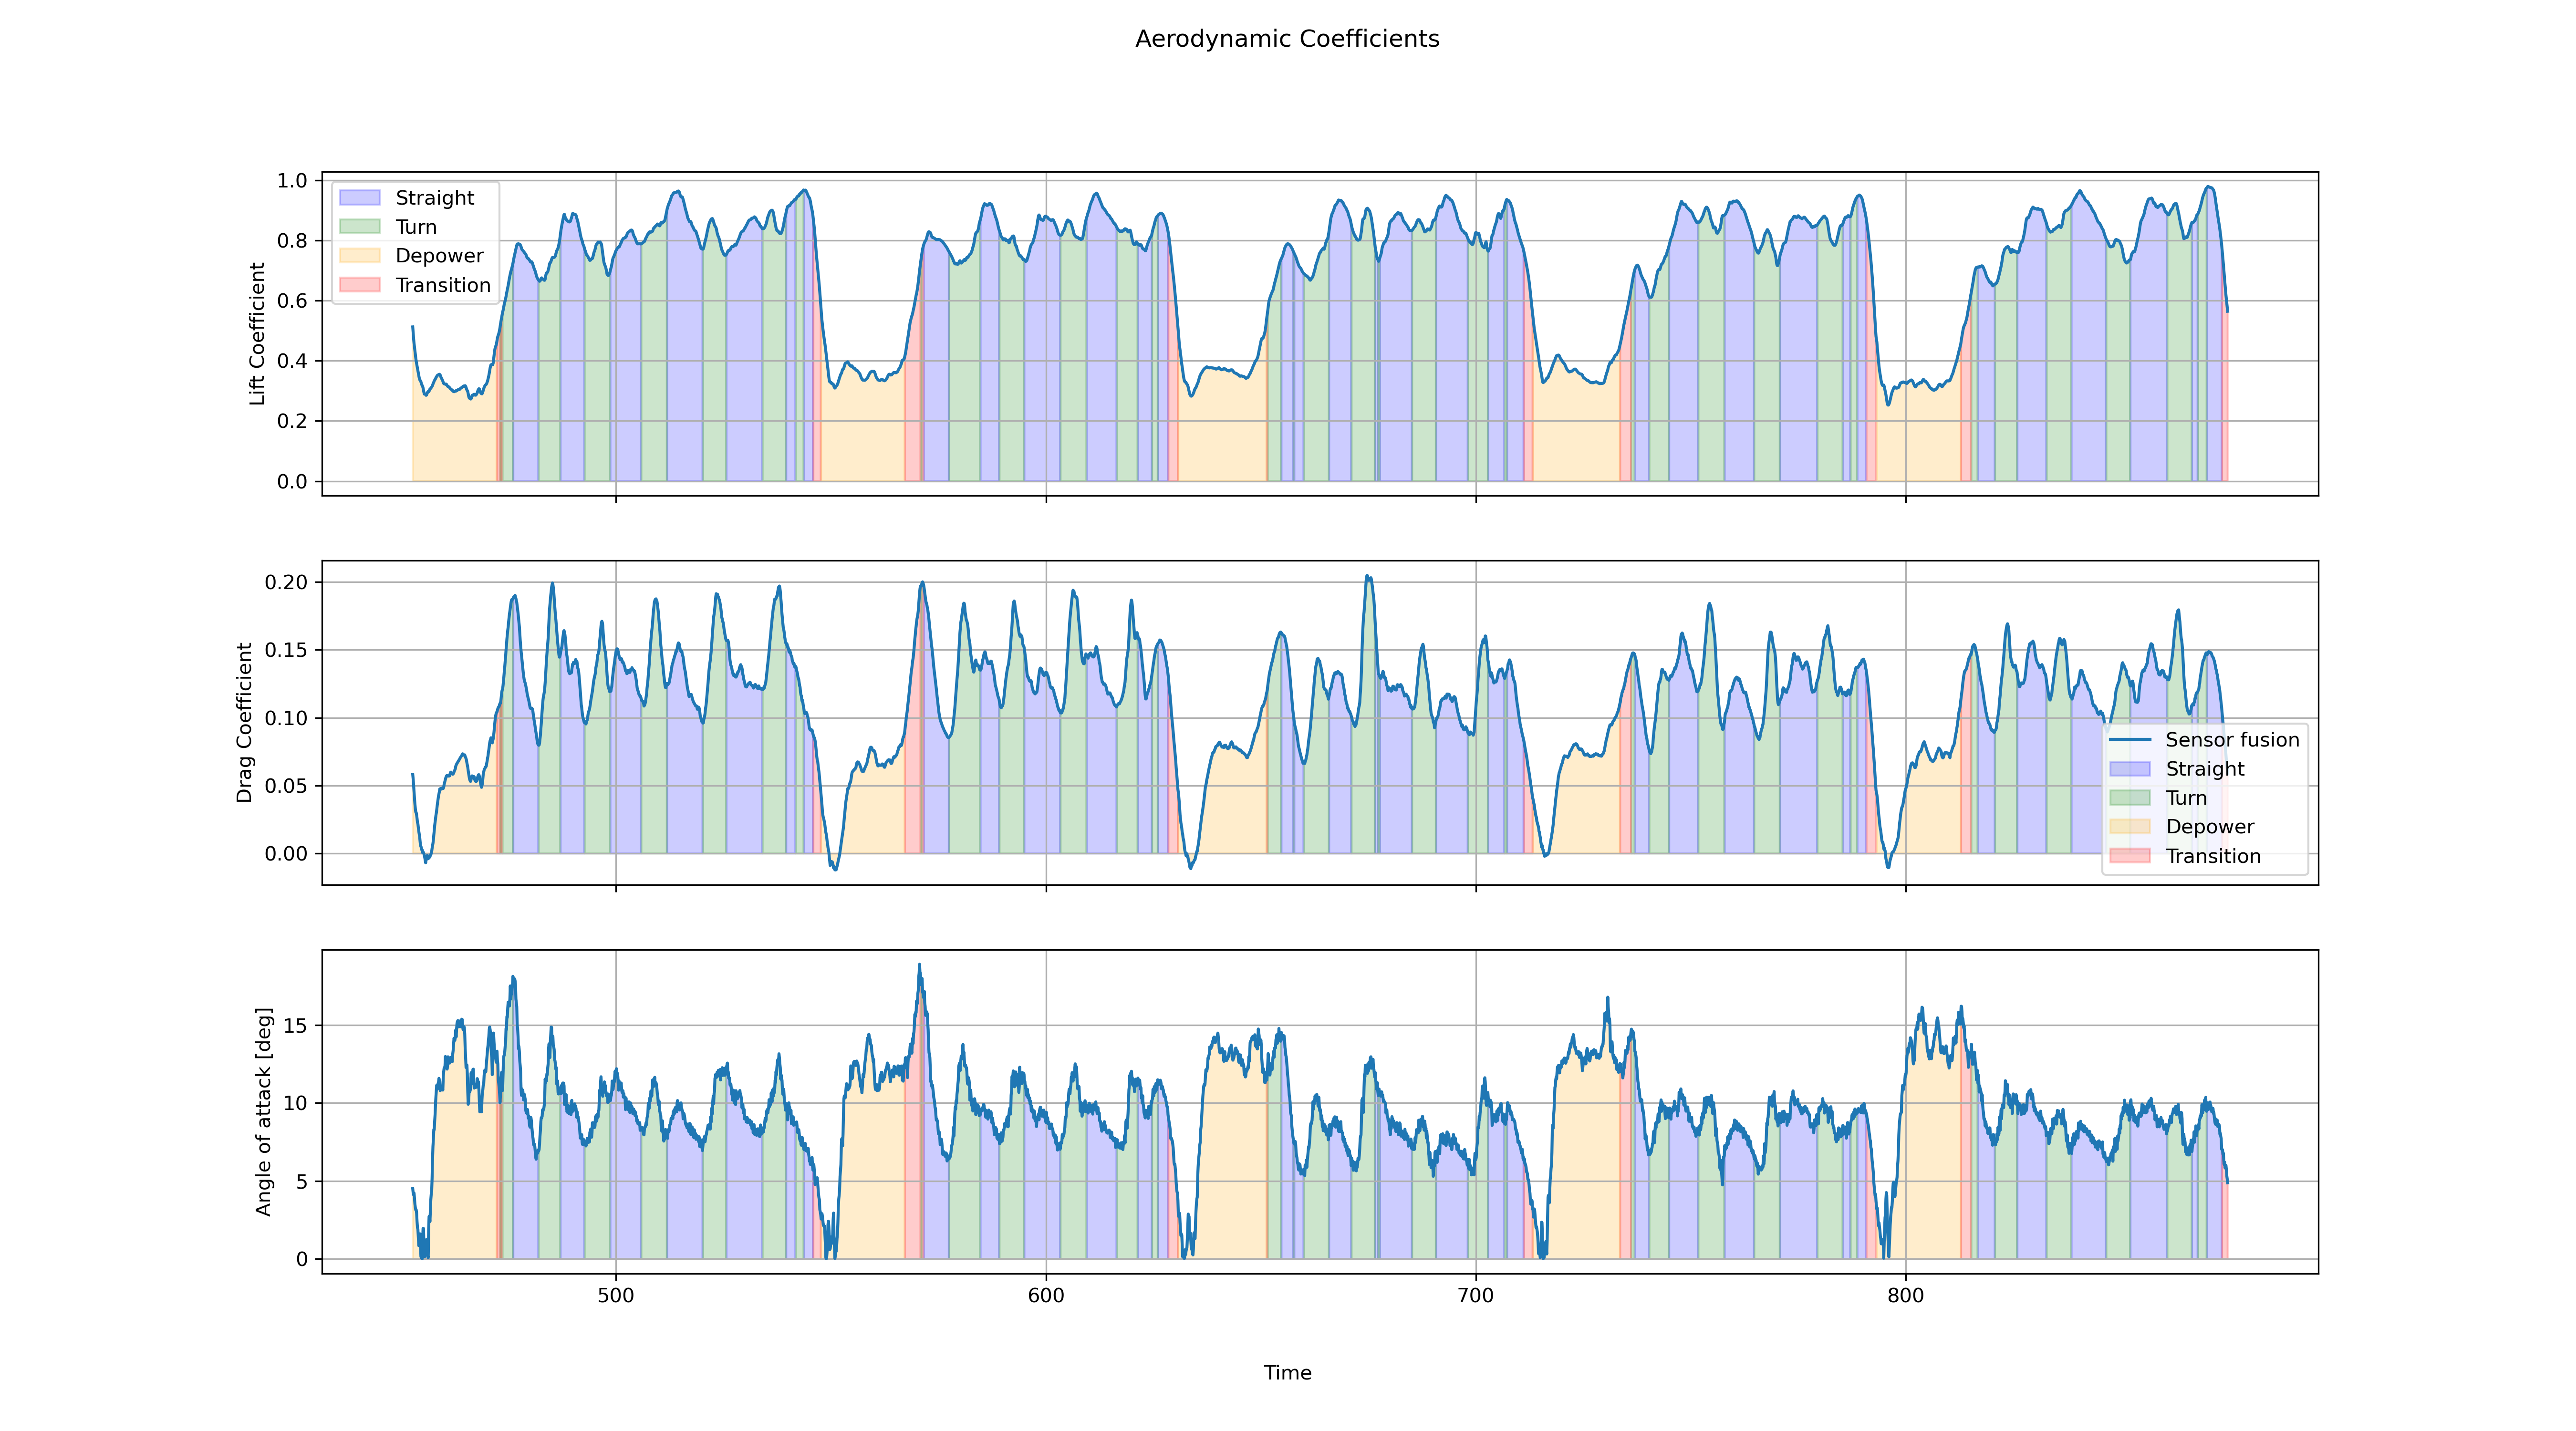 Aerodynamic Coefficients
Lift Coefficient
1.0
0.8
0.6
0.4
0.2
0.0
Straight
Turn
Depower
Transition
Drag Coefficient
0.20
0.15
0.10
0.05
0.00
Sensor fusion
Straight
Turn
Depower
Transition
Angle of attack [deg]
15
10
5
0
500
600
700
800
Time